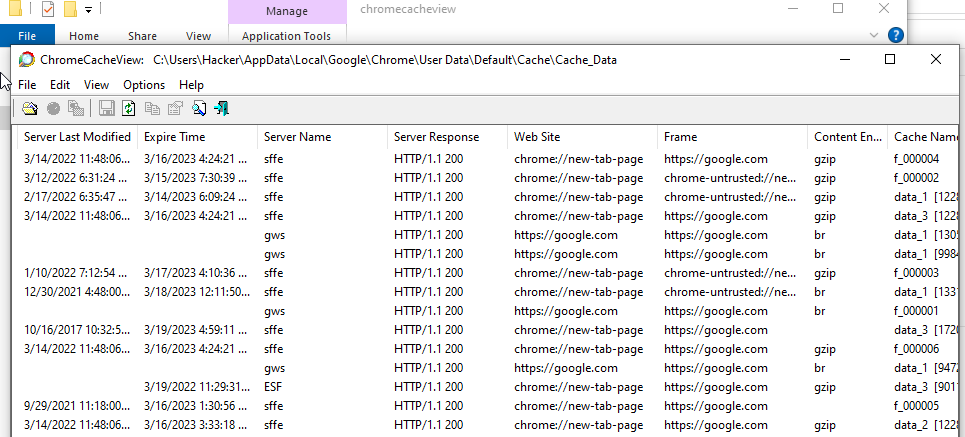 Manage
chromecacheview
File Home Share View Application Tools
ChromeCacheView: C:\Users\Hacker\AppData\Local\Google\Chrome\User Data\Default\Cache\Cache_Data
File Edit View Options Help
Server Last Modified Expire Time Server Name Server Response Web Site Frame Content En... Cache Name
3/14/2022 11:48:06... 3/16/2023 4:24:21 ... sffe HTTP/1.1 200 chrome://new-tab-page https://google.com gzip f_000004
3/12/2022 6:31:24 ... 3/15/2023 7:30:39 ... sffe HTTP/1.1 200 chrome://new-tab-page chrome-untrusted://ne... gzip f_000002
2/17/2022 6:35:47 ... 3/14/2023 6:09:24 ... sffe HTTP/1.1 200 chrome://new-tab-page chrome-untrusted://ne... gzip data_1 [1228
3/14/2022 11:48:06... 3/16/2023 4:24:21 ... sffe HTTP/1.1 200 chrome://new-tab-page https://google.com gzip data_3 [1228
gws HTTP/1.1 200 https://google.com https://google.com br data_1 [1305
gws HTTP/1.1 200 https://google.com https://google.com br data_1 [9984
1/10/2022 7:12:54 ... 3/17/2023 4:10:36 ... sffe HTTP/1.1 200 chrome://new-tab-page chrome-untrusted://ne... gzip f_000003
12/30/2021 4:48:00... 3/18/2023 12:11:50... sffe HTTP/1.1 200 chrome://new-tab-page chrome-untrusted://ne... br data_1 [1331
gws HTTP/1.1 200 https://google.com https://google.com br f_000001
10/16/2017 10:32:5... 3/19/2023 4:59:11 ... sffe HTTP/1.1 200 chrome://new-tab-page https://google.com data_3 [1720
3/14/2022 11:48:06... 3/16/2023 4:24:21 ... sffe HTTP/1.1 200 chrome://new-tab-page https://google.com gzip f_000006
gws HTTP/1.1 200 https://google.com https://google.com br data_1 [9472
3/19/2022 11:29:31... ESF HTTP/1.1 200 chrome://new-tab-page https://google.com gzip data_3 [9017
9/29/2021 11:18:00... 3/16/2023 1:30:56 ... sffe HTTP/1.1 200 chrome://new-tab-page https://google.com f_000005
3/14/2022 11:48:06... 3/16/2023 3:33:18 ... sffe HTTP/1.1 200 chrome://new-tab-page https://google.com gzip data_2 [1228